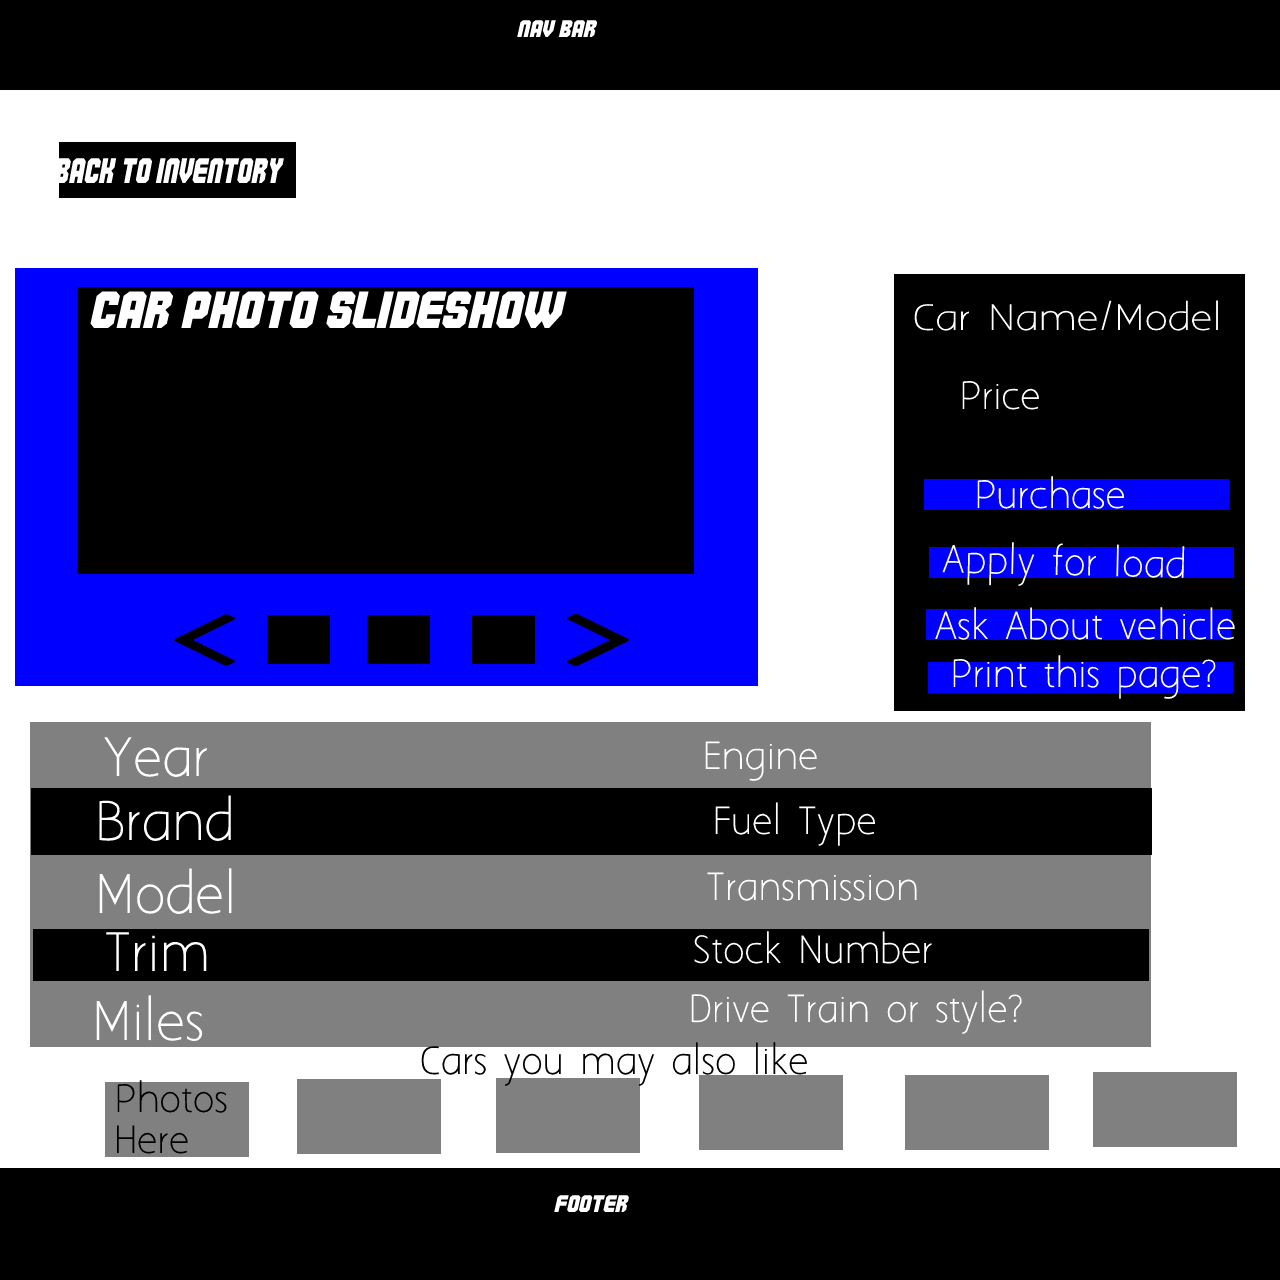 NAV BAR
BACK TO INVENTORY
CAR PHOTO SLIDESHOW
Car Name/Model
Price
Purchase
Apply for load
Ask About vehicle
Print this page?
Year
Engine
Brand
Fuel Type
Model
Transmission
Trim
Stock Number
Miles
Drive Train or style?
Cars you may also like
Photos
Here
FOOTER